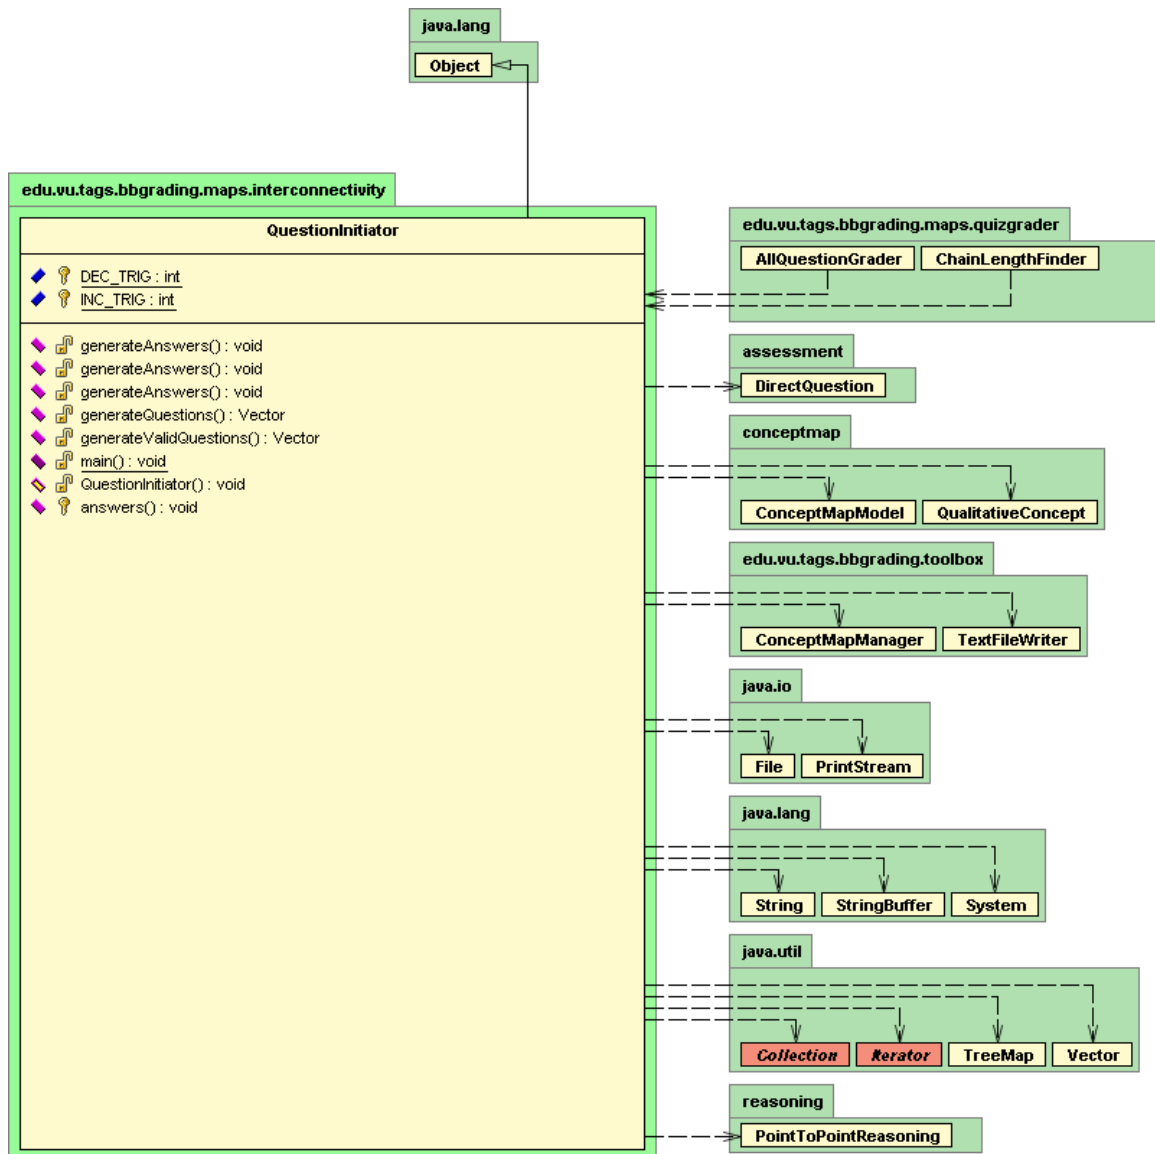 java.lang
Object
edu.vu.tags.bbgrading.maps.interconnectivity
QuestionInitiator
DEC_TRIG : int
INC_TRIG : int
generateAnswers() : void
generateAnswers() : void
generateAnswers() : void
generateQuestions() : Vector
generateValidQuestions() : Vector
main() : void
QuestionInitiator() : void
answers() : void
edu.vu.tags.bbgrading.maps.quizgrader
AllQuestionGrader ChainLengthFinder
assessment
DirectQuestion
conceptmap
ConceptMapModel QualitativeConcept
edu.vu.tags.bbgrading.toolbox
ConceptMapManager TextFileWriter
java.io
File PrintStream
java.lang
String StringBuffer System
java.util
Collection Iterator TreeMap Vector
reasoning
PointToPointReasoning